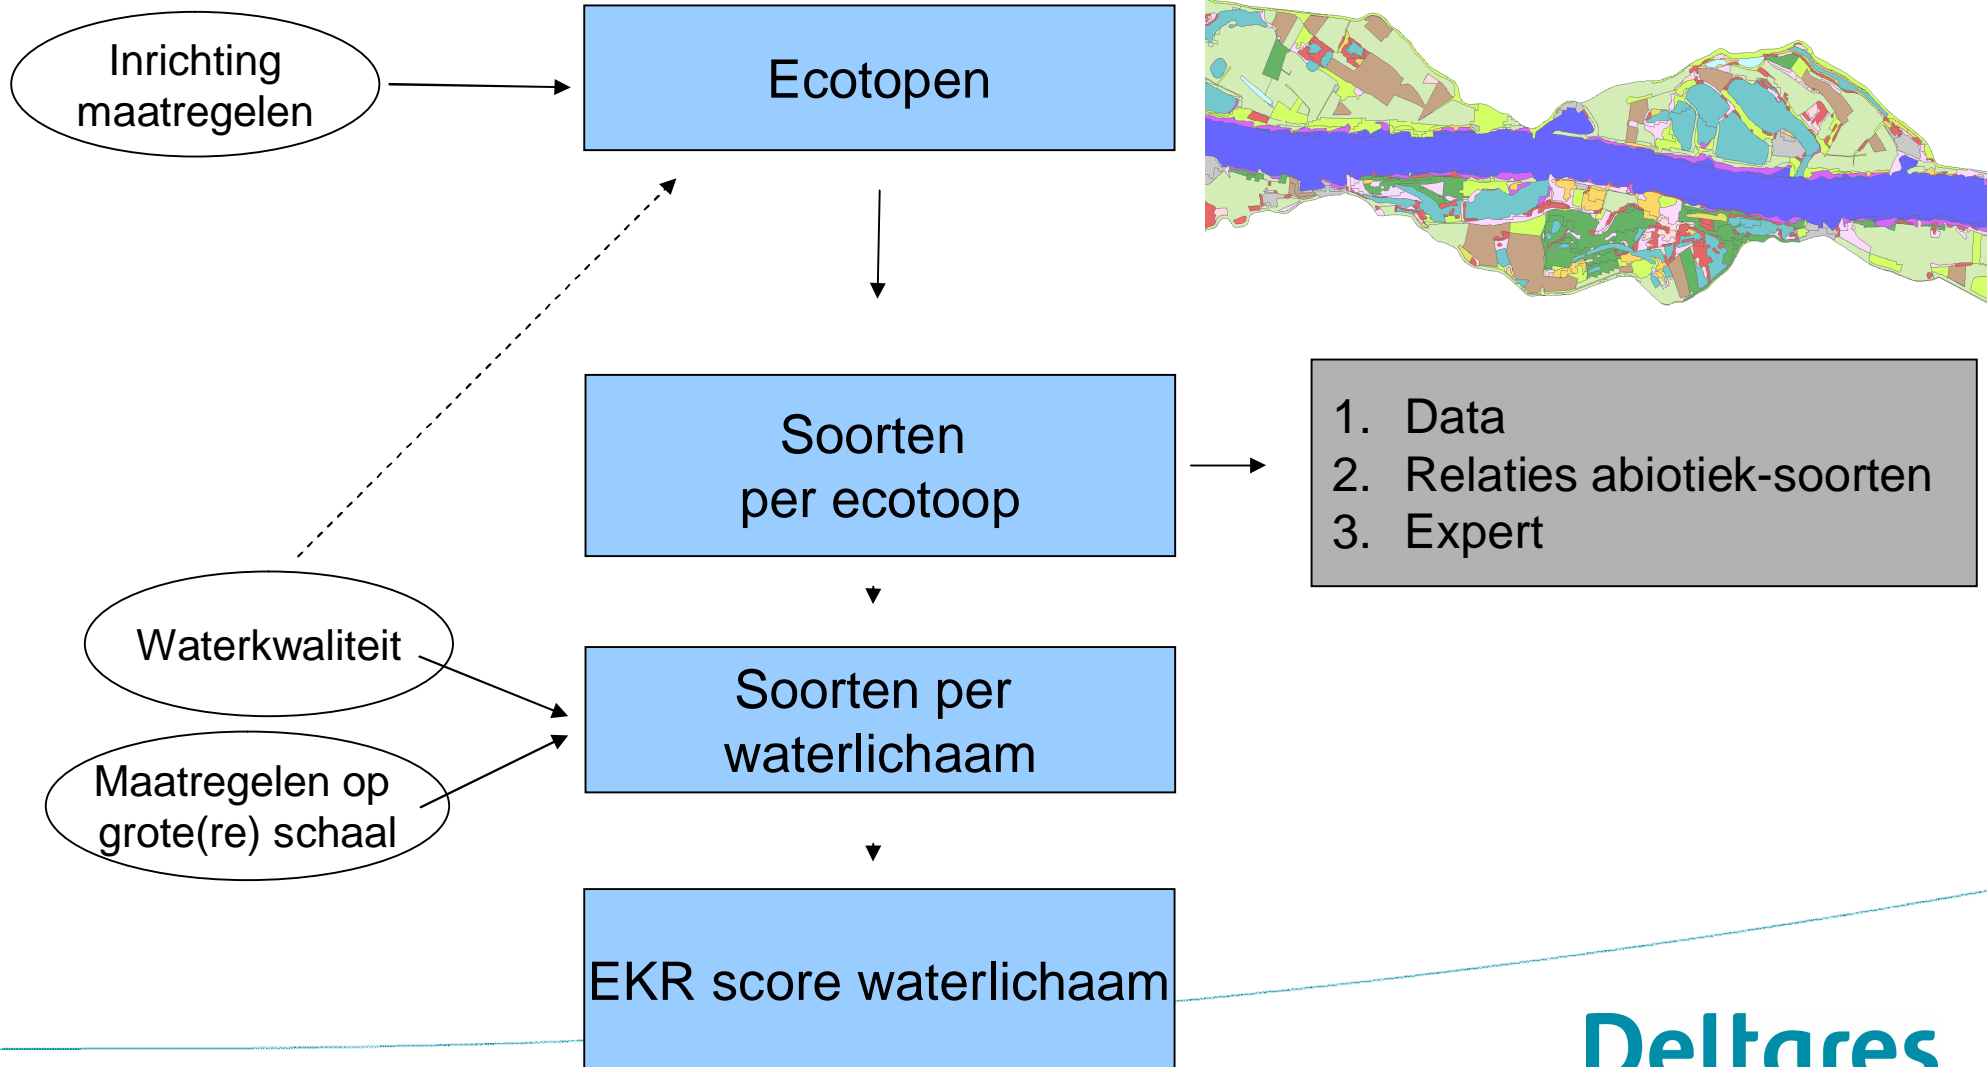 Inrichting
maatregelen
Ecotopen
Soorten
per ecotoop
1. Data
2. Relaties abiotiek-soorten
3. Expert
Waterkwaliteit
Soorten per
waterlichaam
Maatregelen op
grote(re) schaal
EKR score waterlichaam
Deltares